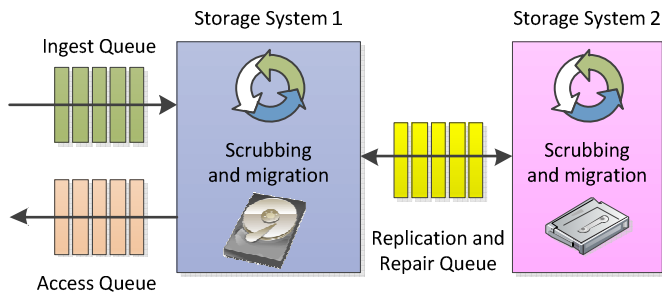 Storage System 1
Storage System 2
Ingest Queue
Scrubbing
and migration
Scrubbing
and migration
Replication and
Repair Queue
Access Queue